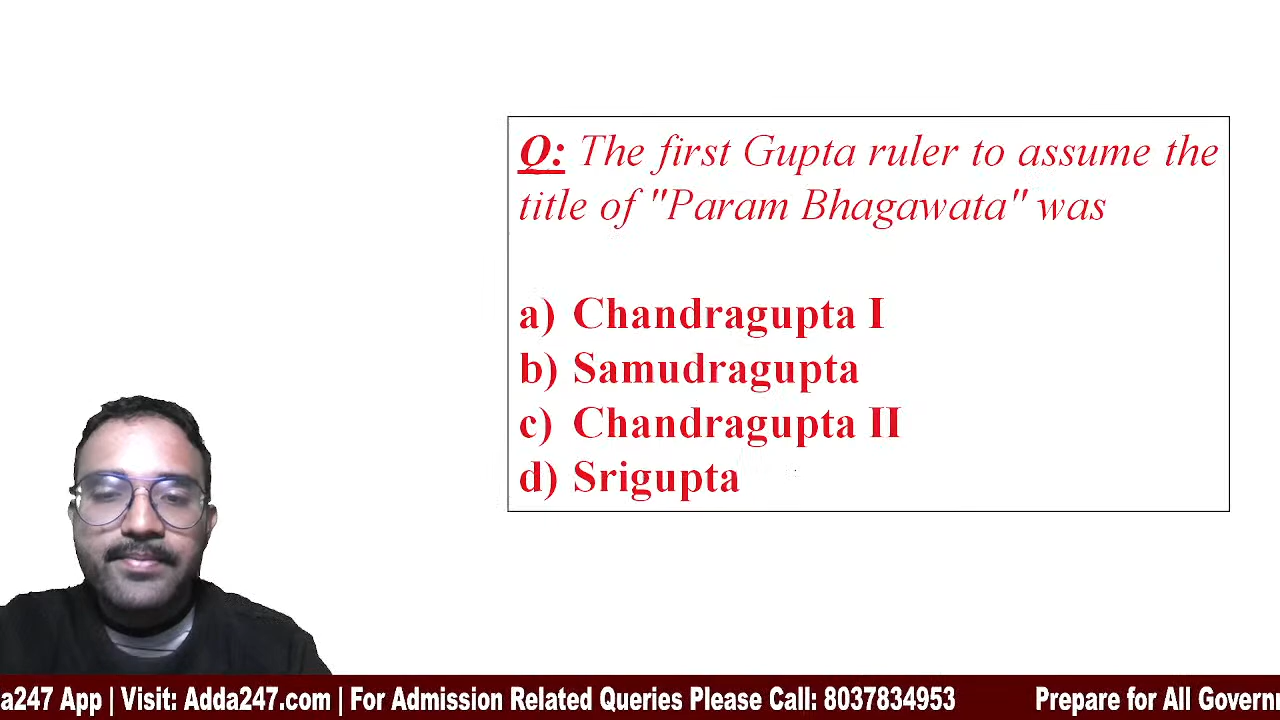 Q: The first Gupta ruler to assume the
title of "Param Bhagawata" was
a) Chandragupta I
b) Samudragupta
c) Chandragupta II
d) Srigupta
a247 App | Visit: Adda247.com | For Admission Related Queries Please Call: 8037834953 Prepare for All Governm